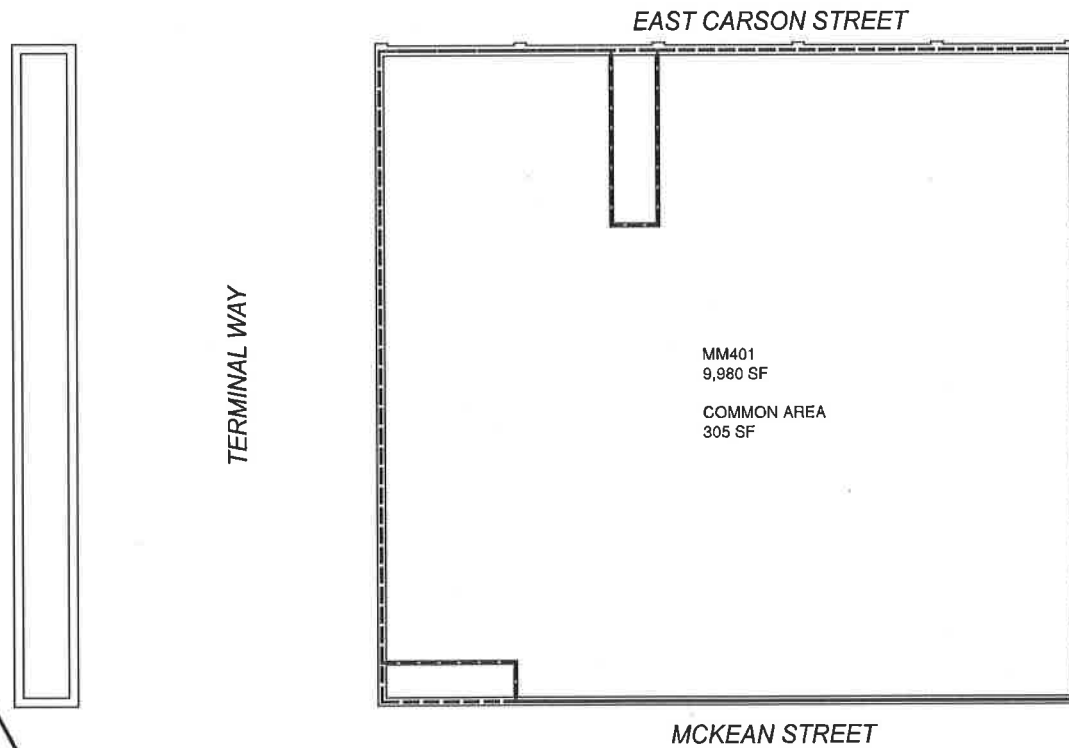 EAST CARSON STREET
TERMINAL WAY
MM401
9,980 SF
COMMON AREA
305 SF
MCKEAN STREET